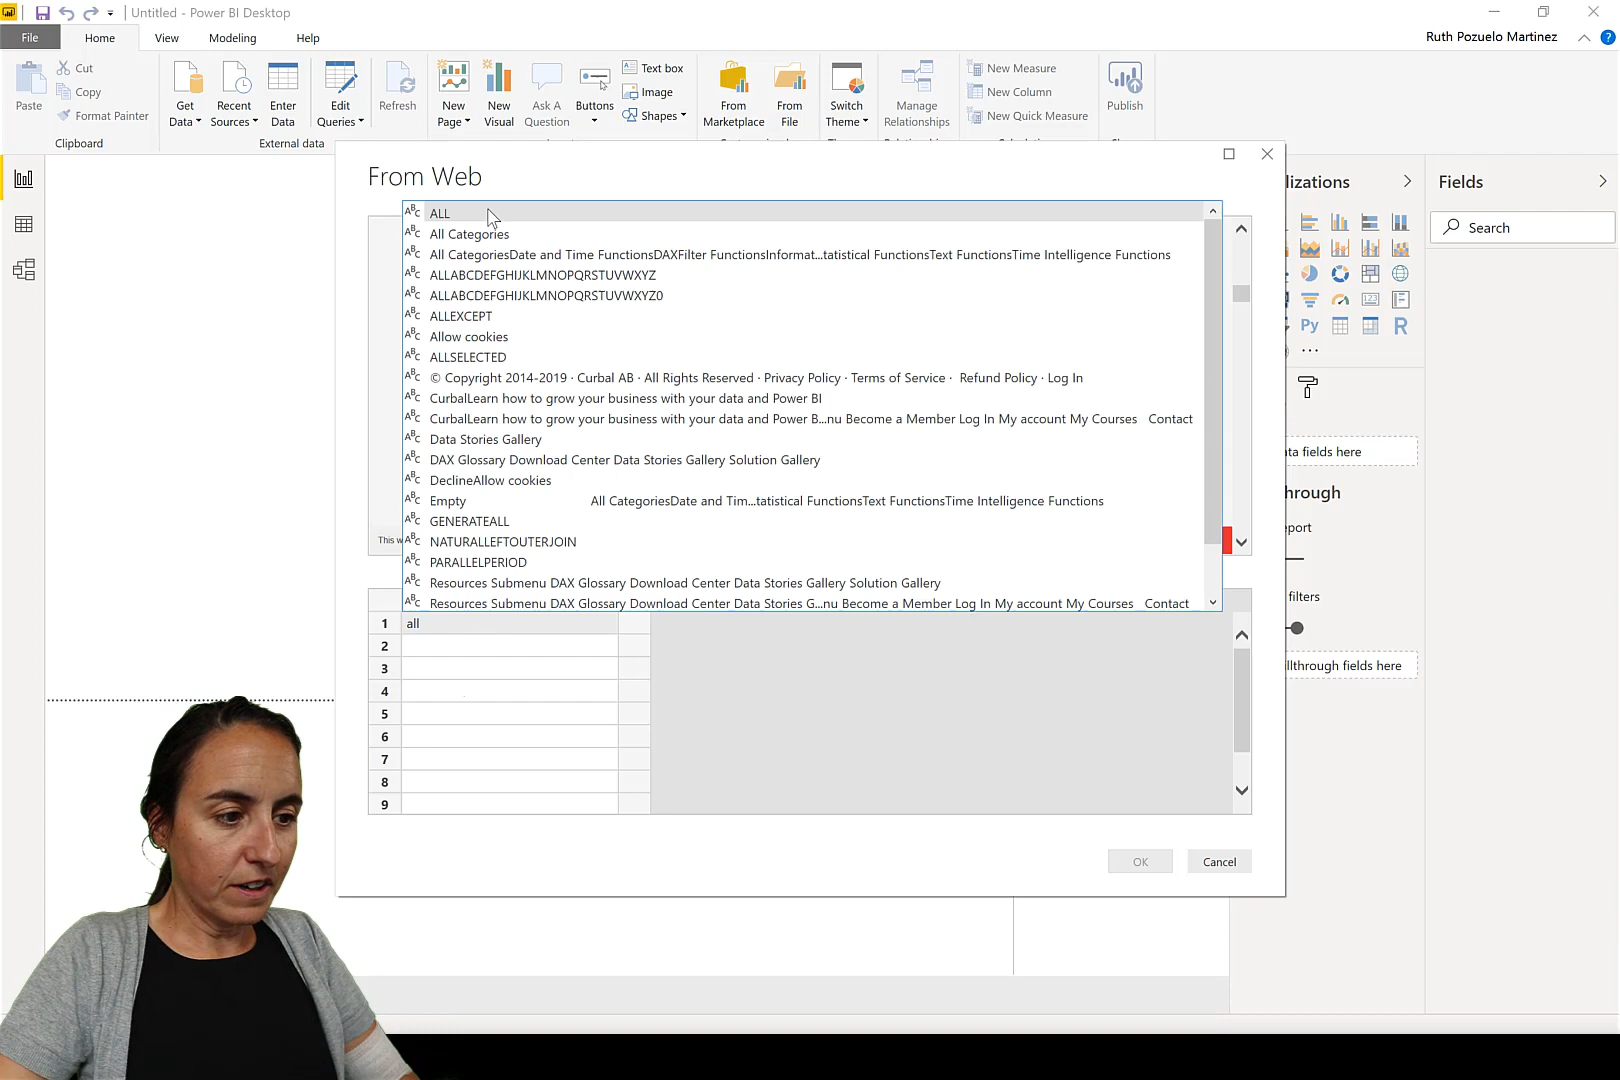 Untitled - Power BI Desktop
File
Home
View
Modeling
Help
Ruth Pozuelo Martinez
Paste
Cut
Copy
Format Painter
Clipboard
Get Data
Recent Sources
Enter Data
Edit Queries
External data
Refresh
New Page
New Visual
Ask A Question
Buttons
Text box
Image
Shapes
From Marketplace
From File
Switch Theme
Manage Relationships
New Measure
New Column
New Quick Measure
Publish
From Web
ALL
All Categories
All CategoriesDate and Time FunctionsDAXFilter FunctionsInformat...tatistical FunctionsText FunctionsTime Intelligence Functions
ALLABCDEFGHIJKLMNOPQRSTUVWXYZ
ALLABCDEFGHIJKLMNOPQRSTUVWXYZ0
ALLEXCEPT
Allow cookies
ALLSELECTED
© Copyright 2014-2019 · Curbal AB · All Rights Reserved · Privacy Policy · Terms of Service · Refund Policy · Log In
CurbalLearn how to grow your business with your data and Power BI
CurbalLearn how to grow your business with your data and Power B...nu Become a Member Log In My account My Courses Contact
Data Stories Gallery
DAX Glossary Download Center Data Stories Gallery Solution Gallery
DeclineAllow cookies
Empty All CategoriesDate and Tim...tatistical FunctionsText FunctionsTime Intelligence Functions
GENERATEALL
NATURALLEFTOUTERJOIN
PARALLELPERIOD
Resources Submenu DAX Glossary Download Center Data Stories Gallery Solution Gallery
Resources Submenu DAX Glossary Download Center Data Stories G...nu Become a Member Log In My account My Courses Contact
This w
1 all
2
3
4
5
6
7
8
9
OK
Cancel
lizations
Fields
Search
Py
R
ta fields here
hrough
port
filters
llthrough fields here